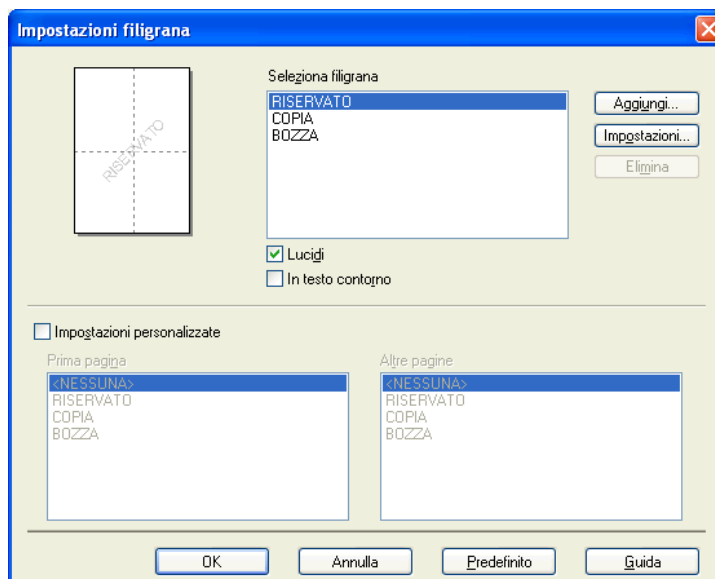 Impostazioni filigrana
Seleziona filigrana
RISERVATO
RISERVATO
COPIA
BOZZA
Aggiungi...
Impostazioni...
Elimina
Lucidi
In testo contorno
Impostazioni personalizzate
Prima pagina
<NESSUNA>
RISERVATO
COPIA
BOZZA
Altre pagine
<NESSUNA>
RISERVATO
COPIA
BOZZA
OK
Annulla
Predefinito
Guida